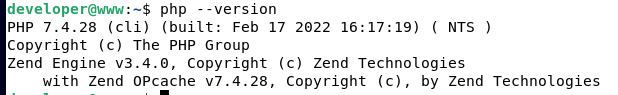 developer@www:~$ php --version
PHP 7.4.28 (cli) (built: Feb 17 2022 16:17:19) ( NTS )
Copyright (c) The PHP Group
Zend Engine v3.4.0, Copyright (c) Zend Technologies
    with Zend OPcache v7.4.28, Copyright (c), by Zend Technologies